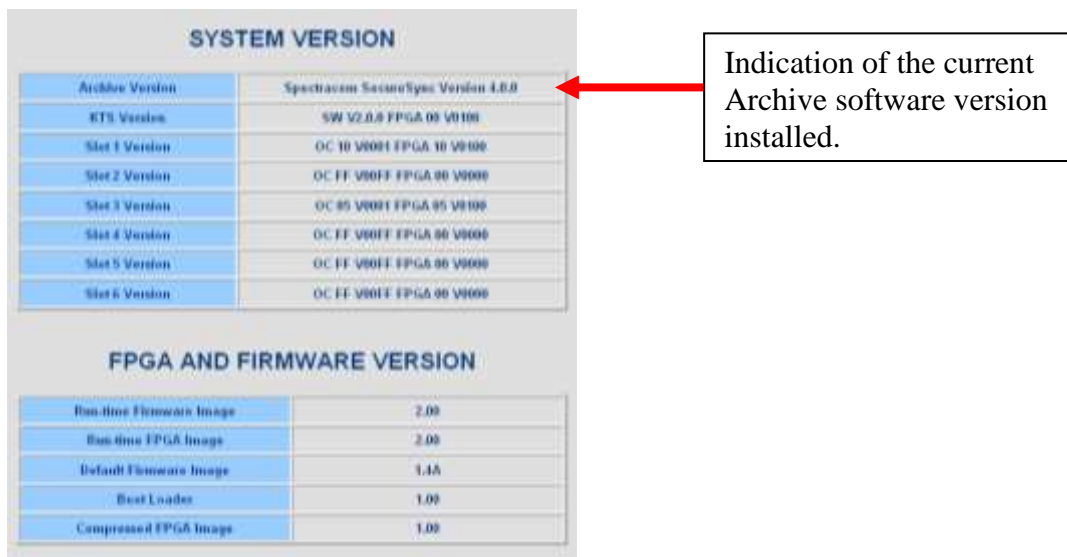 SYSTEM VERSION
Archive Version Spectracom SecureSync Version 4.0.0
KTS Version SW V2.0.0 FPGA 00 V0100
Slot 1 Version OC 10 V0001 FPGA 10 V0100
Slot 2 Version OC FF V00FF FPGA 00 V0000
Slot 3 Version OC 05 V0001 FPGA 05 V0100
Slot 4 Version OC FF V00FF FPGA 00 V0000
Slot 5 Version OC FF V00FF FPGA 00 V0000
Slot 6 Version OC FF V00FF FPGA 00 V0000
FPGA AND FIRMWARE VERSION
Run-time Firmware Image 2.00
Run-time FPGA Image 2.00
Default Firmware Image 1.4A
Boot Loader 1.00
Compressed FPGA Image 1.00
Indication of the current
Archive software version
installed.